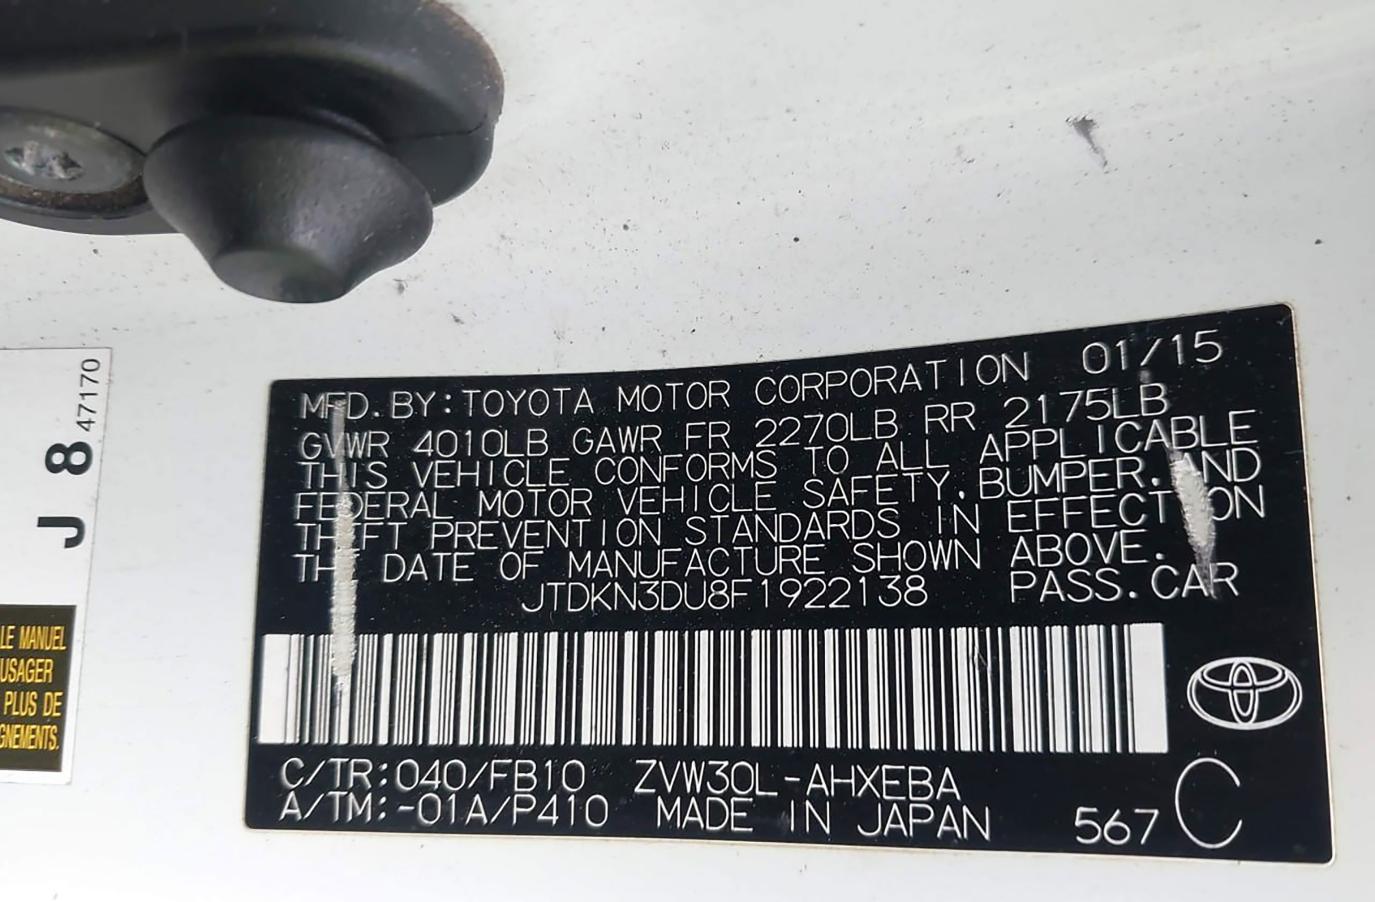 J 8 47170
LE MANUEL
USAGER
PLUS DE
GNEMENTS.
MFD. BY: TOYOTA MOTOR CORPORATION 01/15
GVWR 4010LB GAWR FR 2270LB RR 2175LB
THIS VEHICLE CONFORMS TO ALL APPLICABLE
FEDERAL MOTOR VEHICLE SAFETY. BUMPER. AND
THEFT PREVENTION STANDARDS IN EFFECT ON
THE DATE OF MANUFACTURE SHOWN ABOVE.
JTDKN3DU8F1922138 PASS. CAR
C/TR: 040/FB10 ZVW30L-AHXEBA
A/TM: -01A/P410 MADE IN JAPAN 567 C